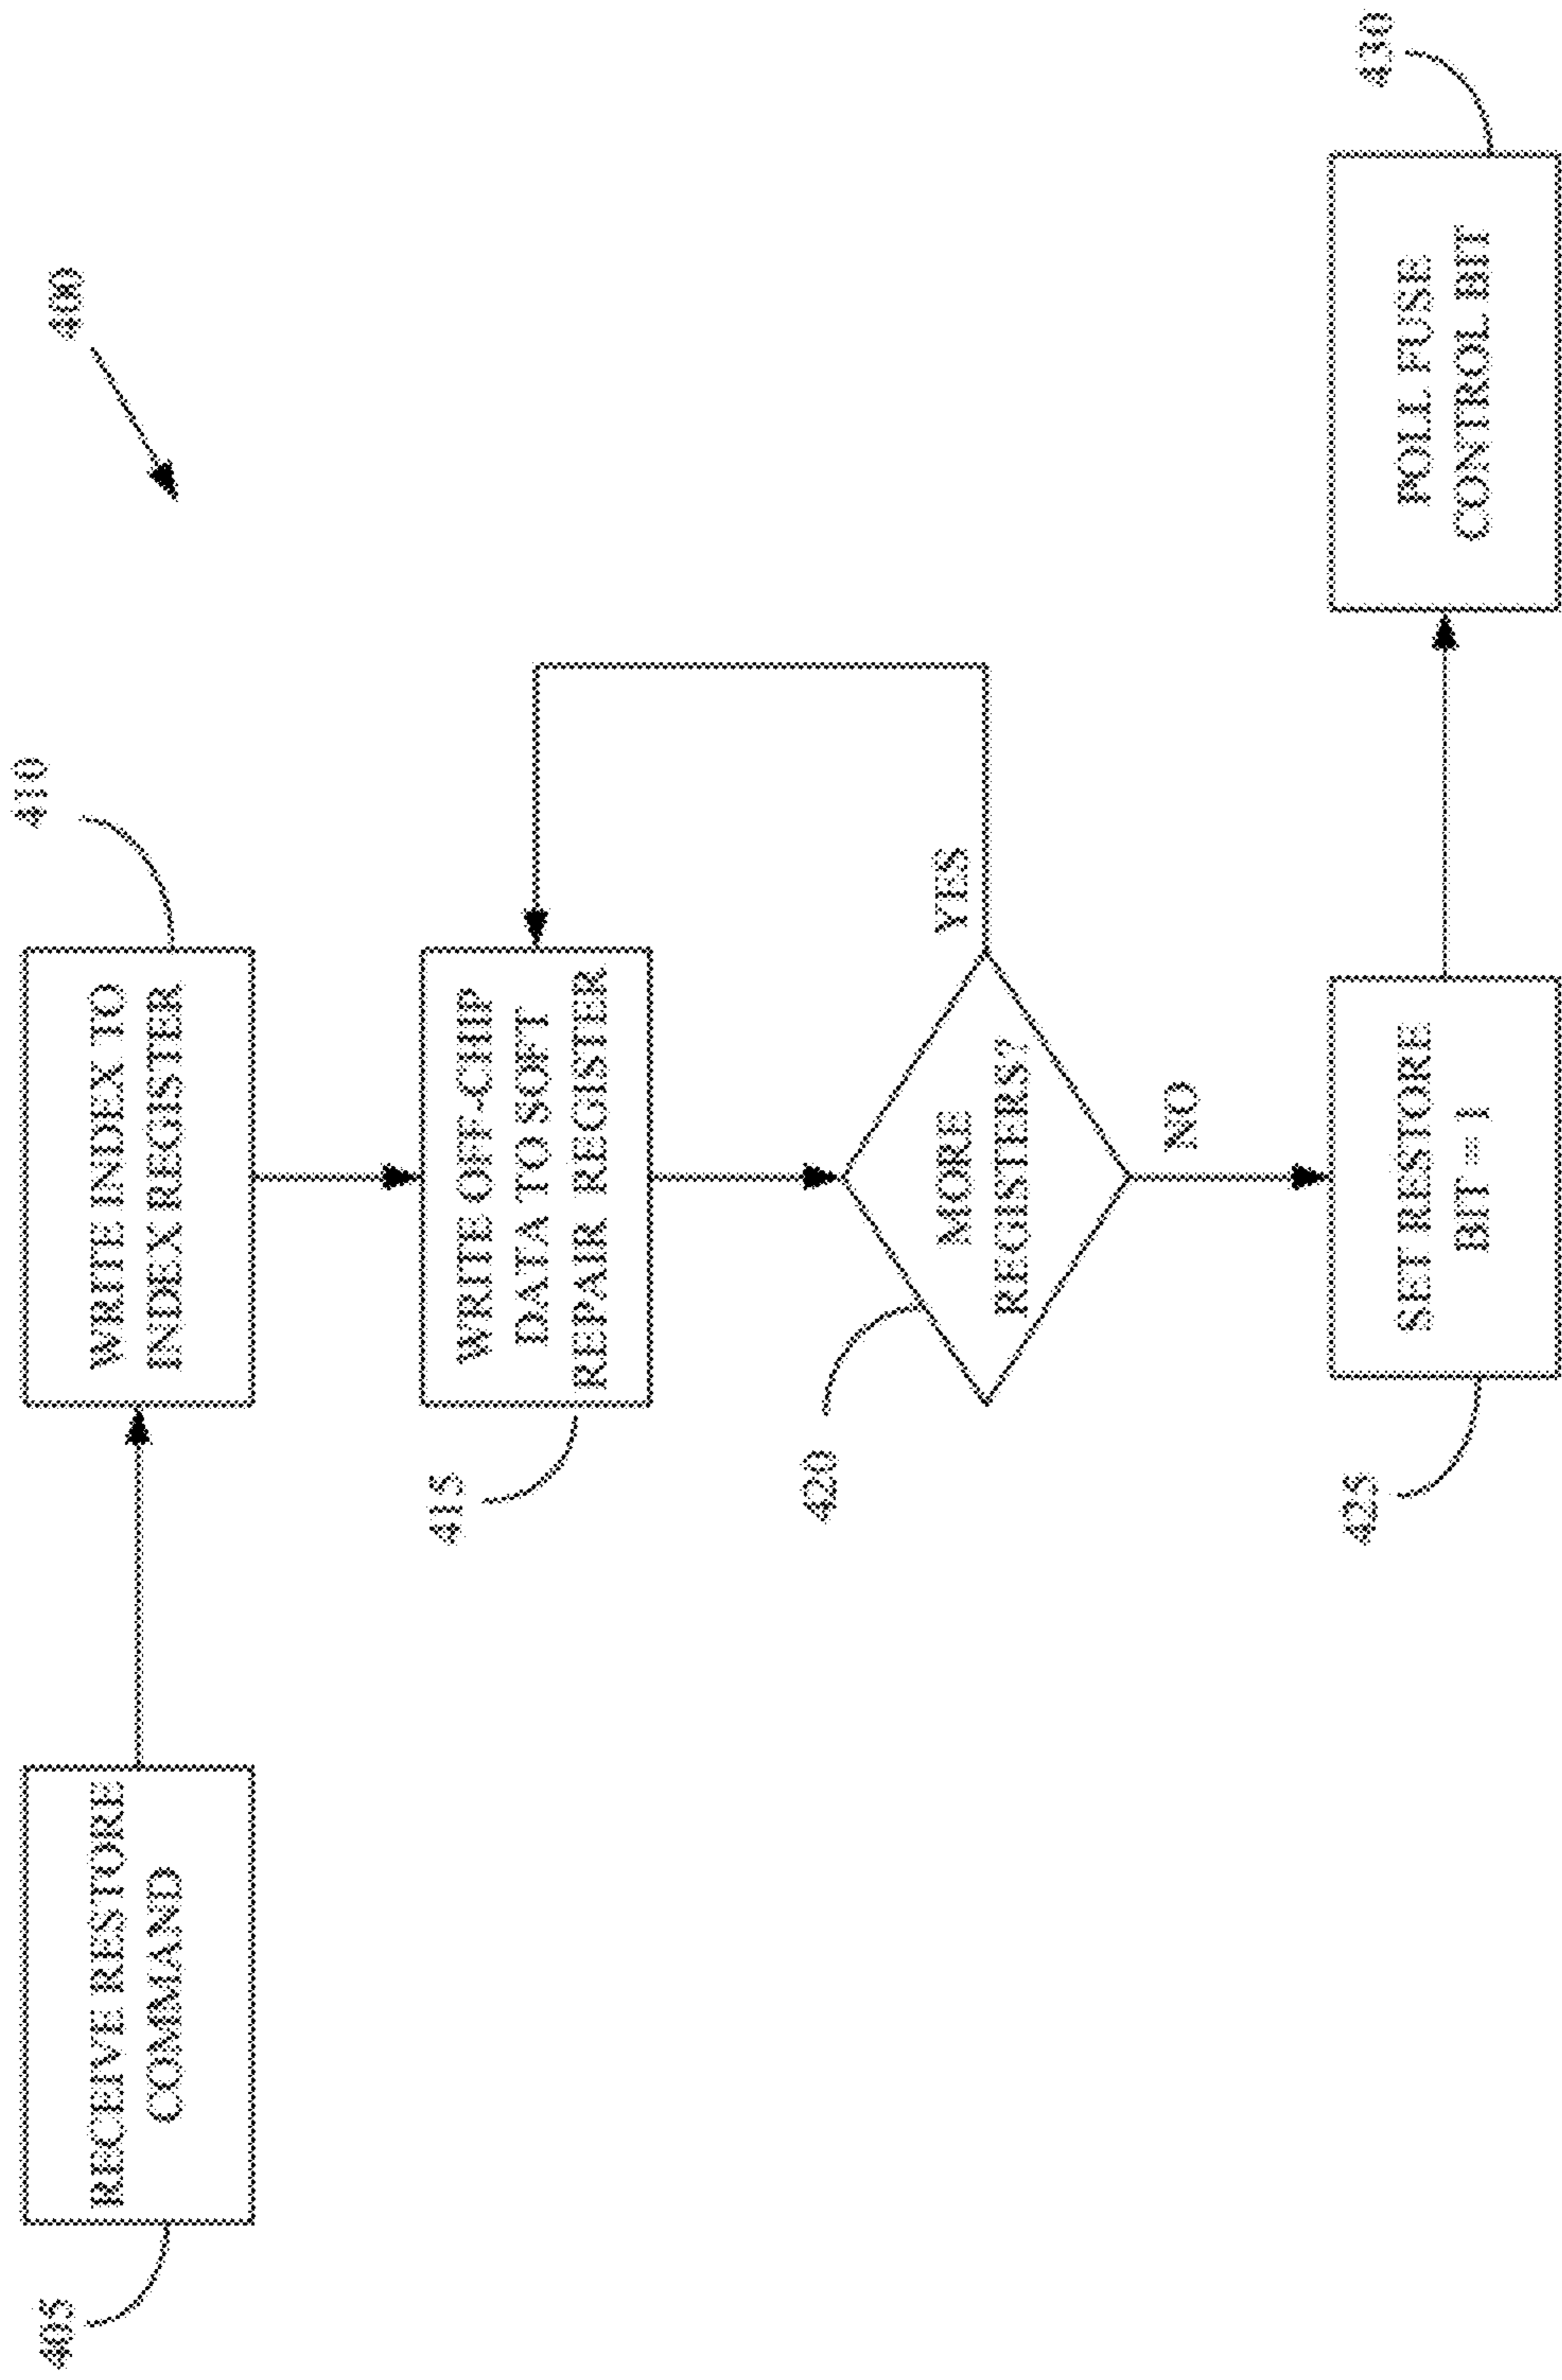 400
405
RECEIVE RESTORE
COMMAND
410
WRITE INDEX TO
INDEX REGISTER
415
WRITE OFF-CHIP
DATA TO SOFT
REPAIR REGISTER
420
MORE
REGISTERS?
YES
NO
425
SET RESTORE
BIT = 1
430
POLL FUSE
CONTROL BIT